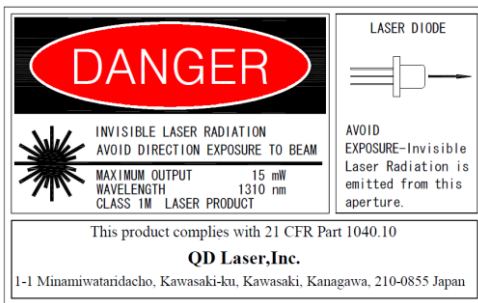 DANGER
INVISIBLE LASER RADIATION
AVOID DIRECTION EXPOSURE TO BEAM
MAXIMUM OUTPUT 15 mW
WAVELENGTH 1310 nm
CLASS 1M LASER PRODUCT
LASER DIODE
AVOID
EXPOSURE-Invisible
Laser Radiation is
emitted from this
aperture.
This product complies with 21 CFR Part 1040.10
QD Laser,Inc.
1-1 Minamiwataridacho, Kawasaki-ku, Kawasaki, Kanagawa, 210-0855 Japan